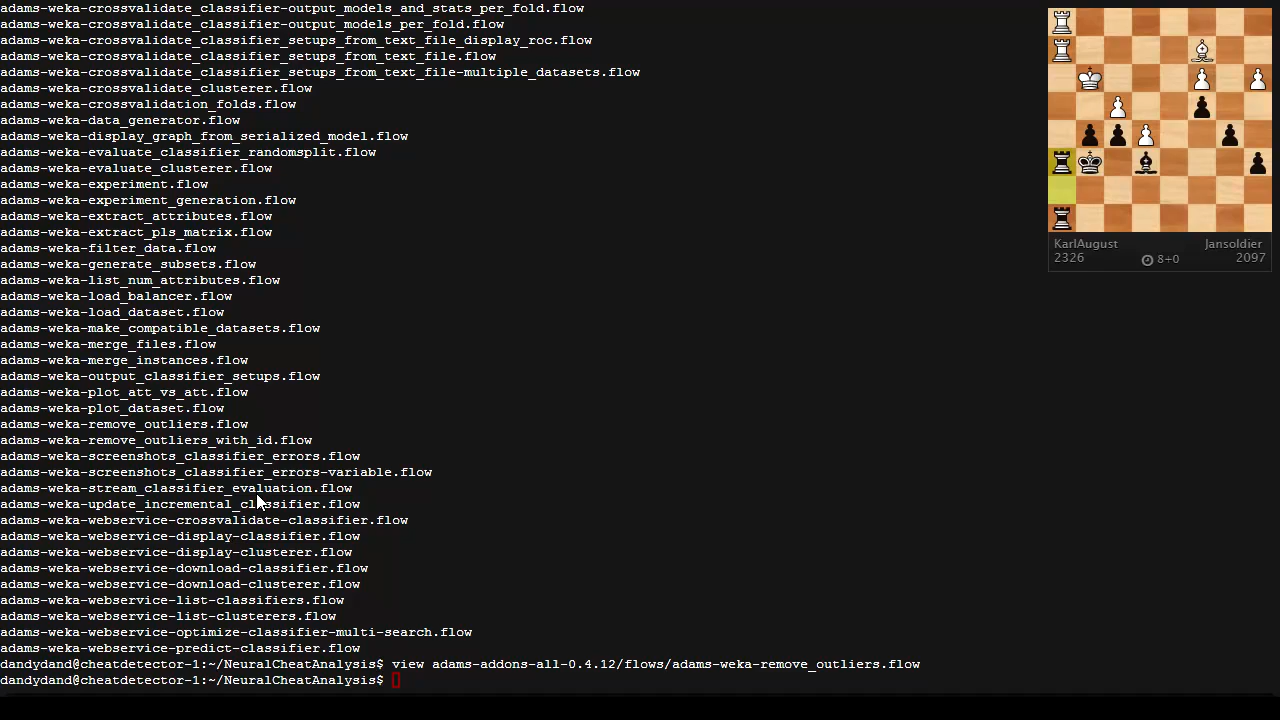 adams-weka-crossvalidate_classifier-output_models_and_stats_per_fold.flow
adams-weka-crossvalidate_classifier-output_models_per_fold.flow
adams-weka-crossvalidate_classifier_setups_from_text_file_display_roc.flow
adams-weka-crossvalidate_classifier_setups_from_text_file.flow
adams-weka-crossvalidate_classifier_setups_from_text_file-multiple_datasets.flow
adams-weka-crossvalidate_clusterer.flow
adams-weka-crossvalidation_folds.flow
adams-weka-data_generator.flow
adams-weka-display_graph_from_serialized_model.flow
adams-weka-evaluate_classifier_randomsplit.flow
adams-weka-evaluate_clusterer.flow
adams-weka-experiment.flow
adams-weka-experiment_generation.flow
adams-weka-extract_attributes.flow
adams-weka-extract_pls_matrix.flow
adams-weka-filter_data.flow
adams-weka-generate_subsets.flow
adams-weka-list_num_attributes.flow
adams-weka-load_balancer.flow
adams-weka-load_dataset.flow
adams-weka-make_compatible_datasets.flow
adams-weka-merge_files.flow
adams-weka-merge_instances.flow
adams-weka-output_classifier_setups.flow
adams-weka-plot_att_vs_att.flow
adams-weka-plot_dataset.flow
adams-weka-remove_outliers.flow
adams-weka-remove_outliers_with_id.flow
adams-weka-screenshots_classifier_errors.flow
adams-weka-screenshots_classifier_errors-variable.flow
adams-weka-stream_classifier_evaluation.flow
adams-weka-update_incremental_classifier.flow
adams-weka-webservice-crossvalidate-classifier.flow
adams-weka-webservice-display-classifier.flow
adams-weka-webservice-display-clusterer.flow
adams-weka-webservice-download-classifier.flow
adams-weka-webservice-download-clusterer.flow
adams-weka-webservice-list-classifiers.flow
adams-weka-webservice-list-clusterers.flow
adams-weka-webservice-optimize-classifier-multi-search.flow
adams-weka-webservice-predict-classifier.flow
dandydand@cheatdetector-1:~/NeuralCheatAnalysis$ view adams-addons-all-0.4.12/flows/adams-weka-remove_outliers.flow
dandydand@cheatdetector-1:~/NeuralCheatAnalysis$
KarlAugust Jansoldier
2326 8+0 2097